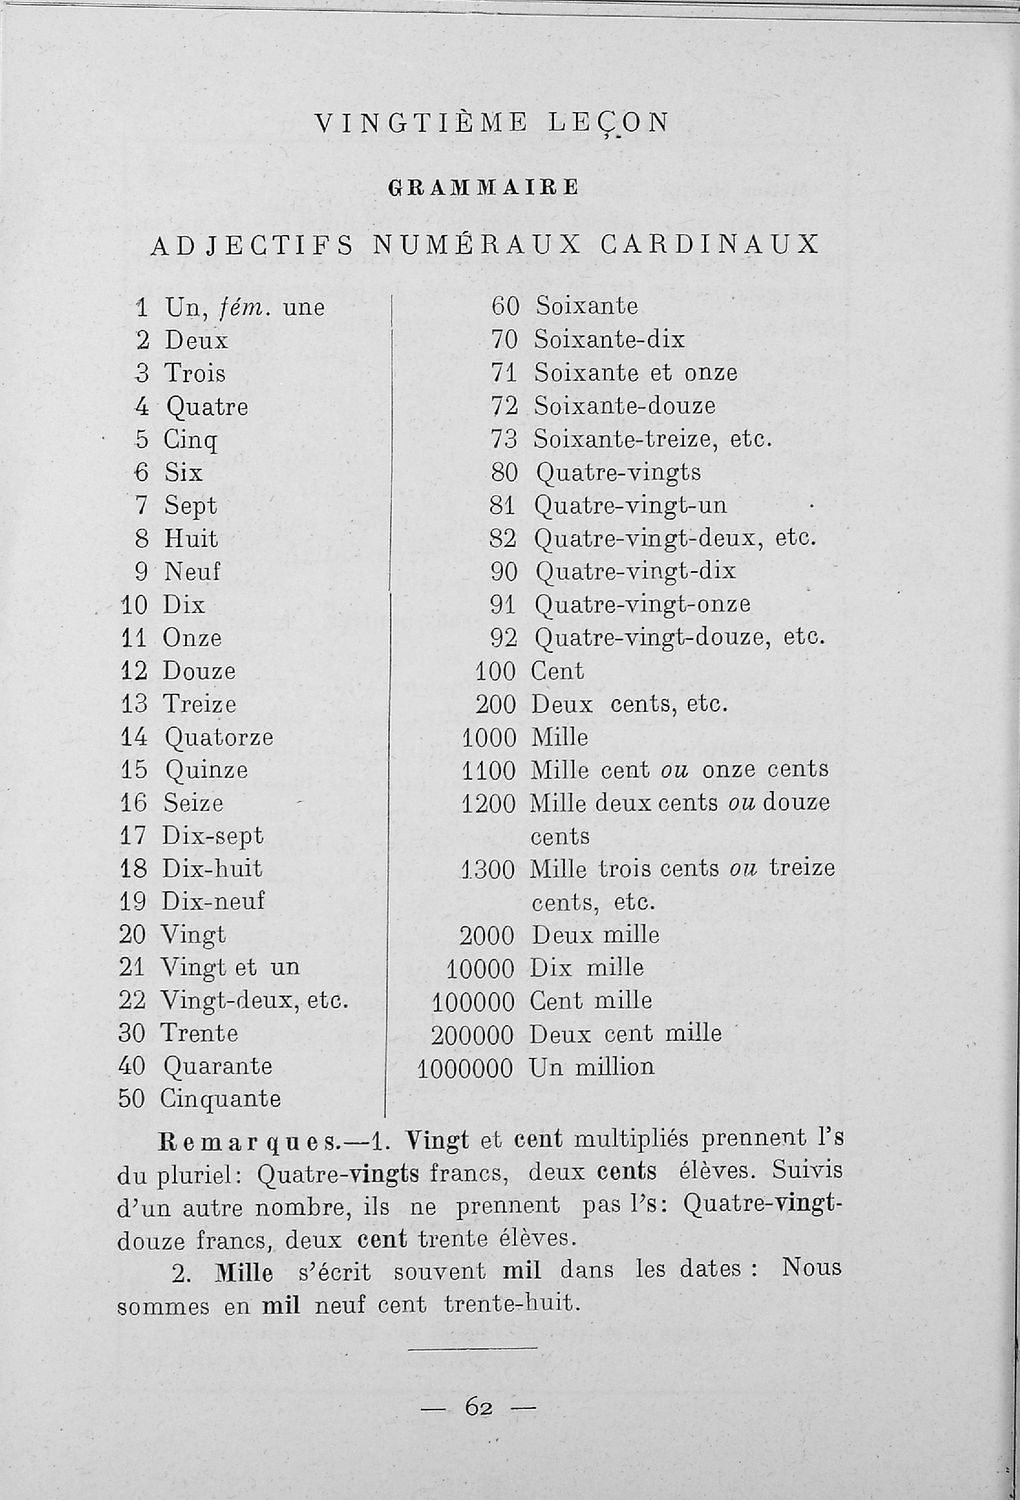 VINGTIÈME LEÇON
GRAMMAIRE
ADJECTIFS NUMÉRAUX CARDINAUX
1 Un, fém. une
2 Deux
3 Trois
4 Quatre
5 Cinq
6 Six
7 Sept
8 Huit
9 Neuf
10 Dix
11 Onze
12 Douze
13 Treize
14 Quatorze
15 Quinze
16 Seize
17 Dix-sept
18 Dix-huit
19 Dix-neuf
20 Vingt
21 Vingt et un
22 Vingt-deux, etc.
30 Trente
40 Quarante
50 Cinquante
60 Soixante
70 Soixante-dix
71 Soixante et onze
72 Soixante-douze
73 Soixante-treize, etc.
80 Quatre-vingts
81 Quatre-vingt-un
82 Quatre-vingt-deux, etc.
90 Quatre-vingt-dix
91 Quatre-vingt-onze
92 Quatre-vingt-douze, etc.
100 Cent
200 Deux cents, etc.
1000 Mille
1100 Mille cent ou onze cents
1200 Mille deux cents ou douze
cents
1300 Mille trois cents ou treize
cents, etc.
2000 Deux mille
10000 Dix mille
100000 Cent mille
200000 Deux cent mille
1000000 Un million
Remarques.—1. Vingt et cent multipliés prennent l's
du pluriel: Quatre-vingts francs, deux cents élèves. Suivis
d'un autre nombre, ils ne prennent pas l's: Quatre-vingt-
douze francs, deux cent trente élèves.
2. Mille s'écrit souvent mil dans les dates : Nous
sommes en mil neuf cent trente-huit.
— 62 —